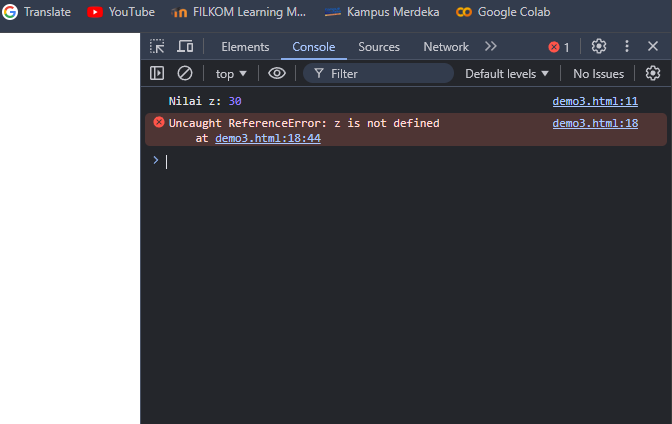 Translate YouTube FILKOM Learning M... Kampus Merdeka Google Colab
Elements Console Sources Network 1
top Filter Default levels No Issues
Nilai z: 30 demo3.html:11
Uncaught ReferenceError: z is not defined demo3.html:18
at demo3.html:18:44